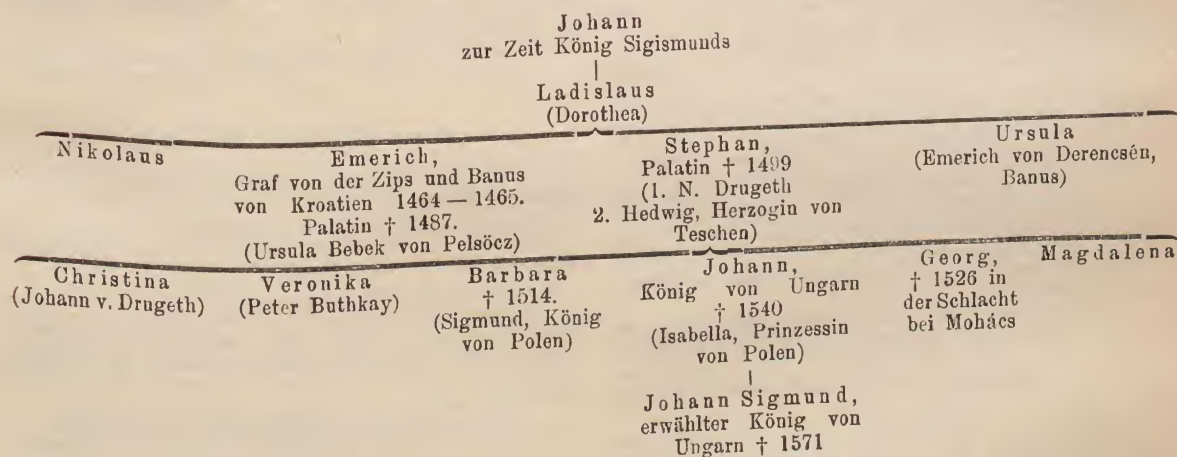 Johann
zur Zeit König Sigismunds
Ladislaus
(Dorothea)
Nikolaus
Emerich,
Graf von der Zips und Banus
von Kroatien 1464 — 1465.
Palatin † 1487.
(Ursula Bebek von Pelsöcz)
Stephan,
Palatin † 1499
(1. N. Drugeth
2. Hedwig, Herzogin von
Teschen)
Ursula
(Emerich von Derencsén,
Banus)
Christina
(Johann v. Drugeth)
Veronika
(Peter Buthkay)
Barbara
† 1514.
(Sigmund, König
von Polen)
Johann,
König von Ungarn
† 1540
(Isabella, Prinzessin
von Polen)
Georg,
† 1526 in
der Schlacht
bei Mohács
Magdalena
Johann Sigmund,
erwählter König von
Ungarn † 1571